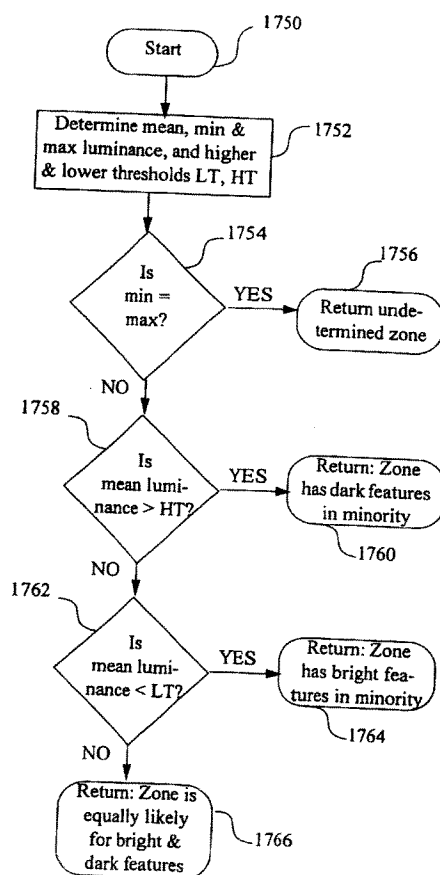 1750
Start
1752
Determine mean, min &
max luminance, and higher
& lower thresholds LT, HT
1754
Is
min =
max?
YES
1756
Return unde-
termined zone
NO
1758
Is
mean lumi-
nance > HT?
YES
Return: Zone
has dark features
in minority
1760
NO
1762
Is
mean lumi-
nance < LT?
YES
Return: Zone
has bright fea-
tures in minority
1764
NO
Return: Zone is
equally likely
for bright &
dark features
1766